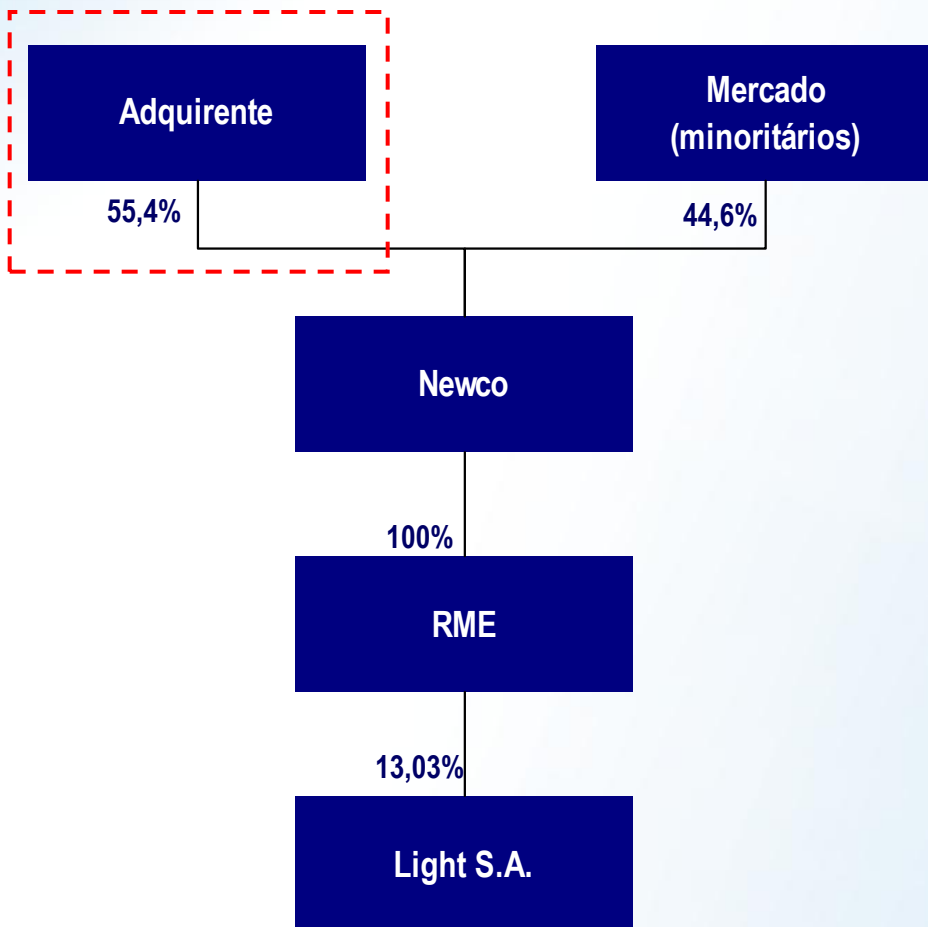 Adquirente
Mercado
(minoritários)
55,4%
44,6%
Newco
100%
RME
13,03%
Light S.A.